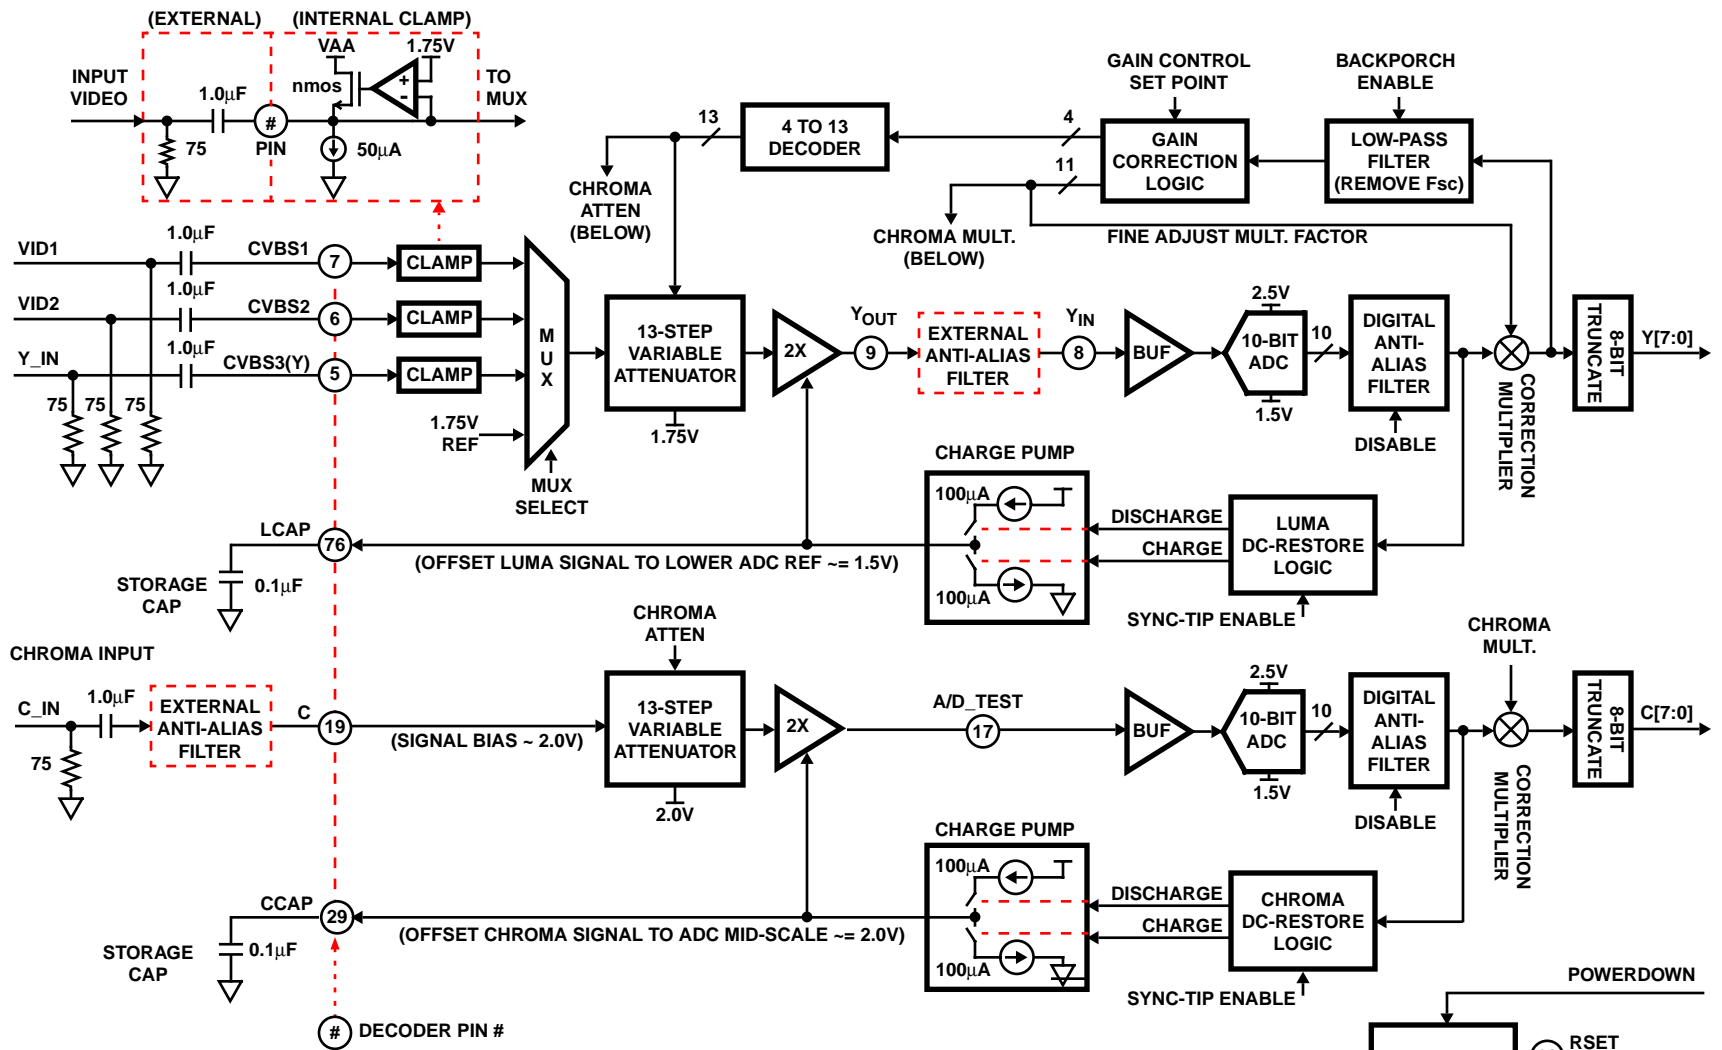 (EXTERNAL) (INTERNAL CLAMP)
VAA 1.75V
INPUT VIDEO
1.0µF
nmos
+
-
TO MUX
#
PIN
75
50µA
GAIN CONTROL SET POINT
BACKPORCH ENABLE
13
4 TO 13 DECODER
4
11
GAIN CORRECTION LOGIC
LOW-PASS FILTER (REMOVE Fsc)
CHROMA ATTEN (BELOW)
CHROMA MULT. (BELOW)
FINE ADJUST MULT. FACTOR
VID1
1.0µF
CVBS1
7
CLAMP
VID2
1.0µF
CVBS2
6
CLAMP
Y_IN
1.0µF
CVBS3(Y)
5
CLAMP
75 75 75
1.75V REF
MUX
MUX SELECT
13-STEP VARIABLE ATTENUATOR
1.75V
2X
YOUT
9
EXTERNAL ANTI-ALIAS FILTER
YIN
8
BUF
2.5V
10-BIT ADC
1.5V
10
DIGITAL ANTI-ALIAS FILTER
DISABLE
CORRECTION MULTIPLIER
8-BIT TRUNCATE
Y[7:0]
CHARGE PUMP
100µA
100µA
DISCHARGE
CHARGE
LUMA DC-RESTORE LOGIC
SYNC-TIP ENABLE
LCAP
76
(OFFSET LUMA SIGNAL TO LOWER ADC REF ~= 1.5V)
STORAGE CAP
0.1µF
CHROMA INPUT
C_IN
1.0µF
75
EXTERNAL ANTI-ALIAS FILTER
C
19
(SIGNAL BIAS ~ 2.0V)
CHROMA ATTEN
13-STEP VARIABLE ATTENUATOR
2.0V
2X
A/D_TEST
17
BUF
2.5V
10-BIT ADC
1.5V
10
DIGITAL ANTI-ALIAS FILTER
DISABLE
CHROMA MULT.
CORRECTION MULTIPLIER
8-BIT TRUNCATE
C[7:0]
CHARGE PUMP
100µA
100µA
DISCHARGE
CHARGE
CHROMA DC-RESTORE LOGIC
SYNC-TIP ENABLE
CCAP
29
(OFFSET CHROMA SIGNAL TO ADC MID-SCALE ~= 2.0V)
STORAGE CAP
0.1µF
# DECODER PIN #
POWERDOWN
RSET